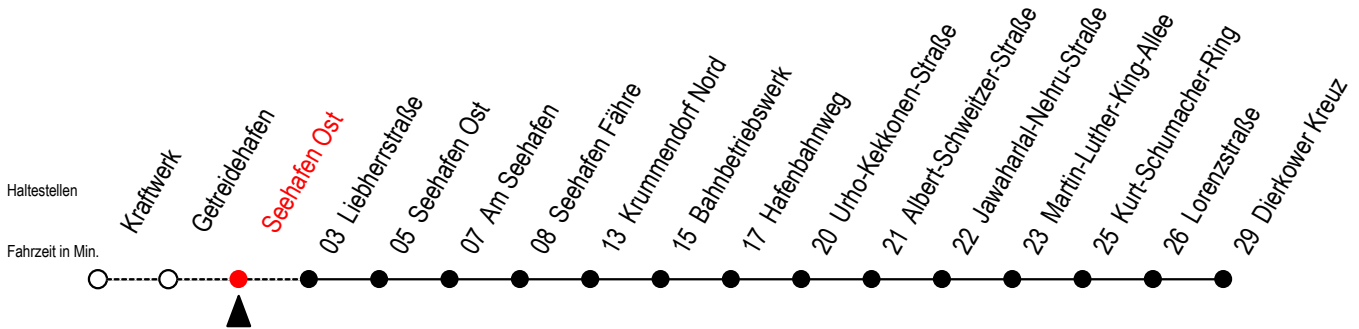 Haltestellen
Fahrzeit in Min.
Kraftwerk
Getreidehafen
Seehafen Ost
03 Liebherrstraße
05 Seehafen Ost
07 Am Seehafen
08 Seehafen Fähre
13 Krummendorf Nord
15 Bahnbetriebswerk
17 Hafenbahnweg
20 Urho-Kekkonen-Straße
21 Albert-Schweitzer-Straße
22 Jawaharlal-Nehru-Straße
23 Martin-Luther-King-Allee
25 Kurt-Schumacher-Ring
26 Lorenzstraße
29 Dierkower Kreuz